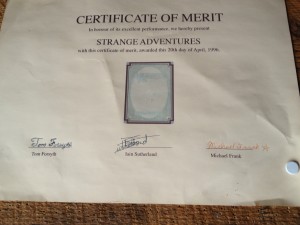 CERTIFICATE OF MERIT
In honour of its excellent performance, we hereby present
STRANGE ADVENTURES
with this certificate of merit, awarded this 20th day of April, 1996.
Tom Forsyth
Iain Sutherland
Michael Frank